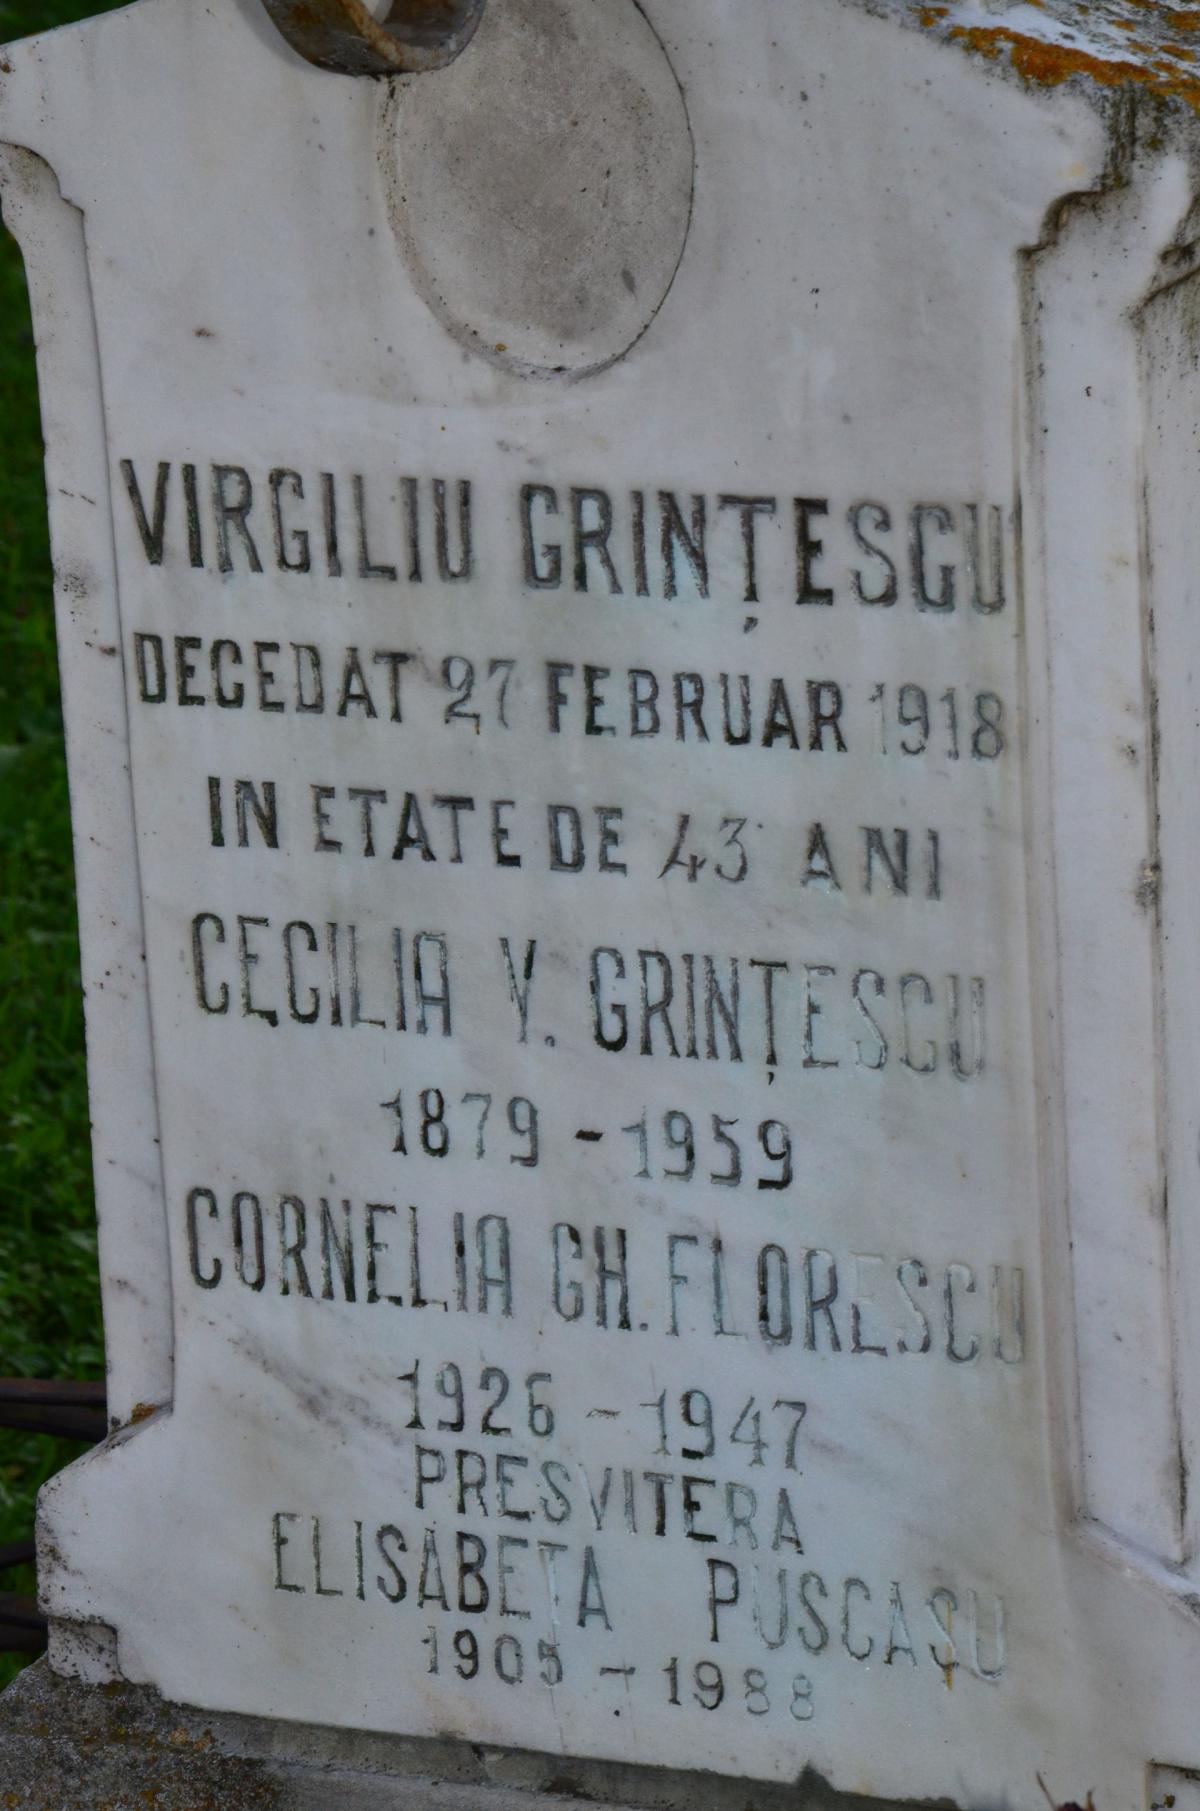 VIRGILIU GRINȚESCU
DECEDAT 27 FEBRUAR 1918
IN ETATE DE 43 ANI
CECILIA V. GRINȚESCU
1879 - 1959
CORNELIA GH. FLORESCU
1926 - 1947
PRESVITERA
ELISABETA PUSCAȘU
1905 - 1988